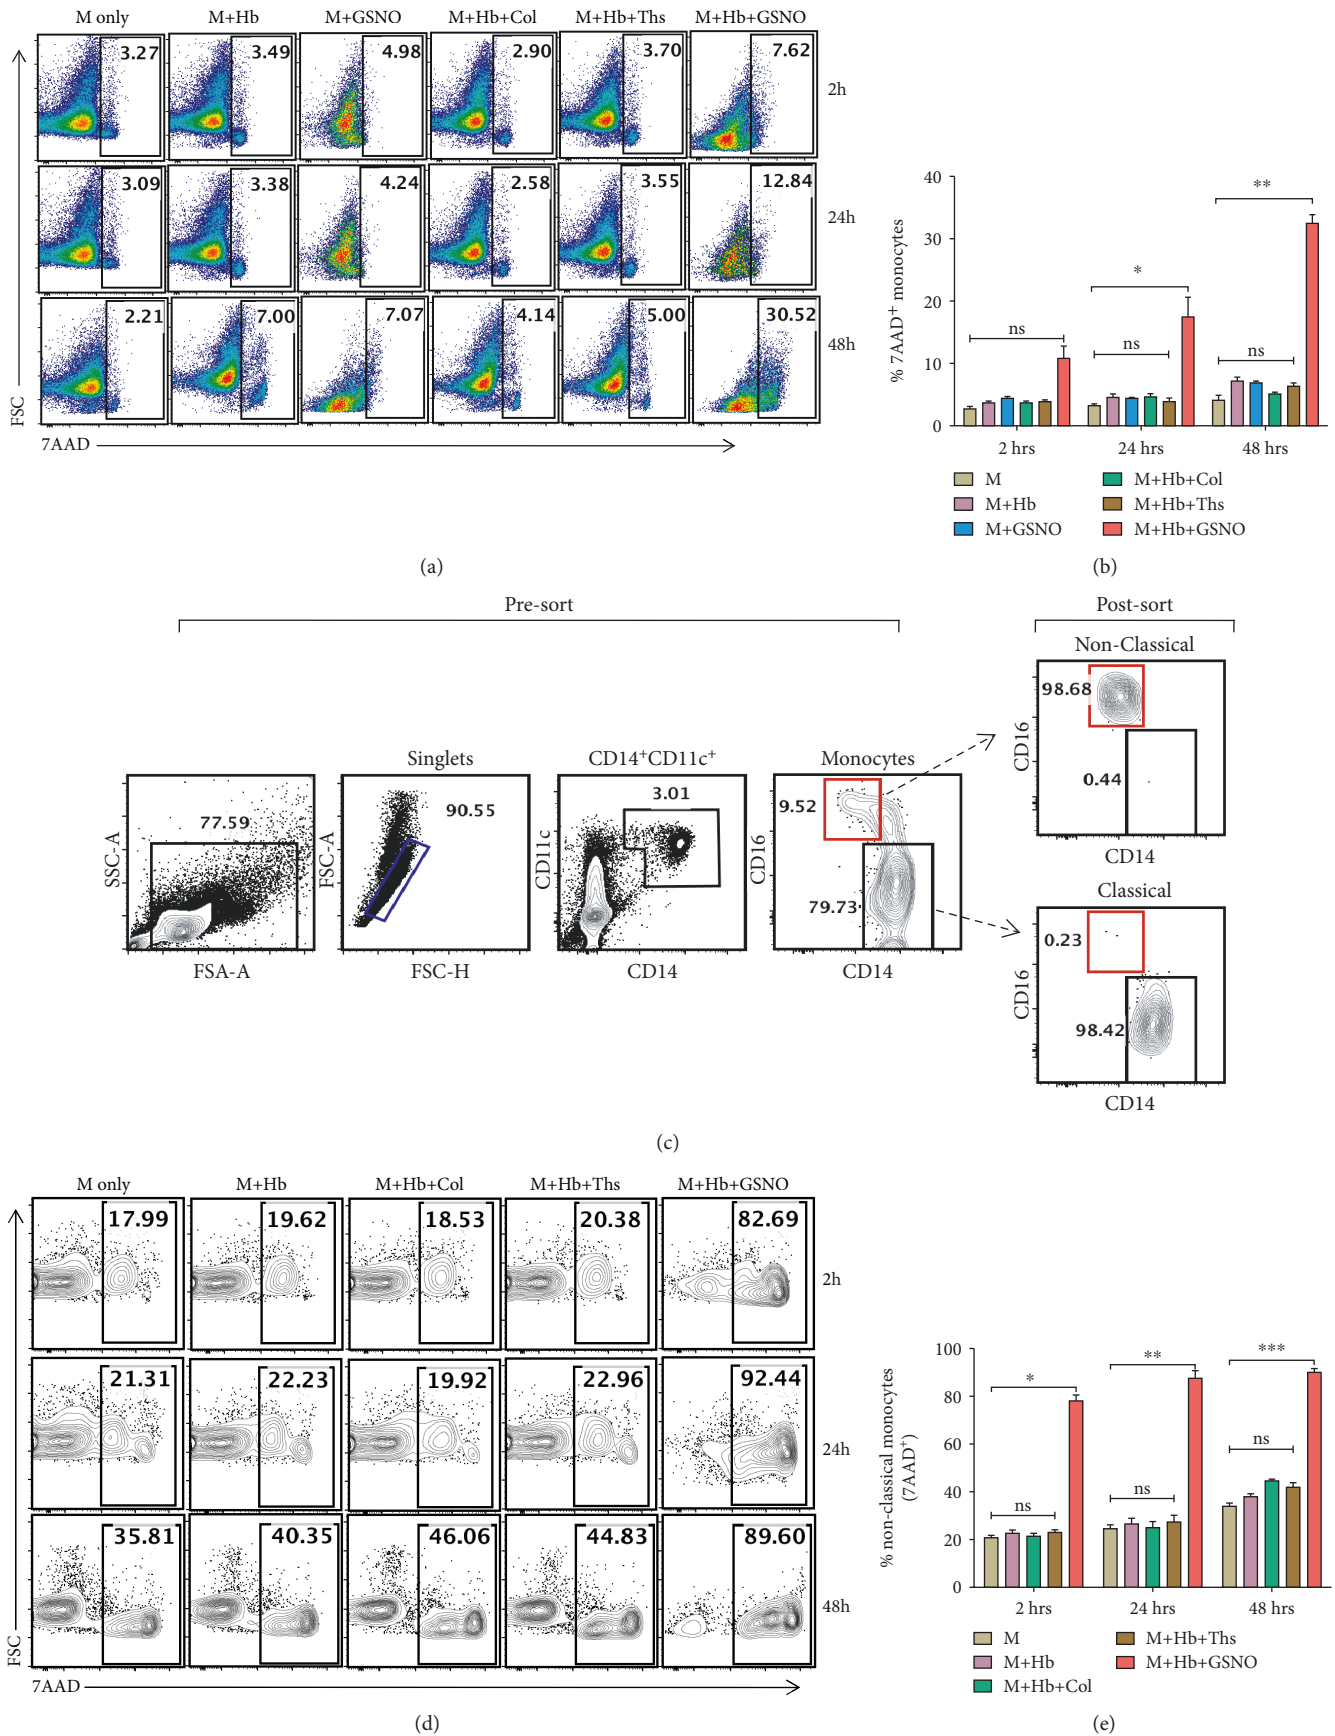 M only M+Hb M+GSNO M+Hb+Col M+Hb+Ths M+Hb+GSNO
3.27 3.49 4.98 2.90 3.70 7.62
2h
3.09 3.38 4.24 2.58 3.55 12.84
24h
2.21 7.00 7.07 4.14 5.00 30.52
48h
FSC
7AAD
(a)
% 7AAD+ monocytes
40
30
20
10
0
ns
*
ns
**
ns
2 hrs 24 hrs 48 hrs
M M+Hb+Col
M+Hb M+Hb+Ths
M+GSNO M+Hb+GSNO
(b)
Pre-sort
Post-sort
77.59
SSC-A
FSA-A
Singlets
90.55
FSC-A
FSC-H
CD14+CD11c+
3.01
CD11c
CD14
Monocytes
9.52
79.73
CD16
CD14
Non-Classical
98.68
0.44
CD16
CD14
Classical
0.23
98.42
CD16
CD14
(c)
M only M+Hb M+Hb+Col M+Hb+Ths M+Hb+GSNO
17.99 19.62 18.53 20.38 82.69
2h
21.31 22.23 19.92 22.96 92.44
24h
35.81 40.35 46.06 44.83 89.60
48h
FSC
7AAD
(d)
% non-classical monocytes
(7AAD+)
100
80
60
40
20
0
*
ns
**
ns
***
ns
2 hrs 24 hrs 48 hrs
M M+Hb+Ths
M+Hb M+Hb+GSNO
M+Hb+Col
(e)